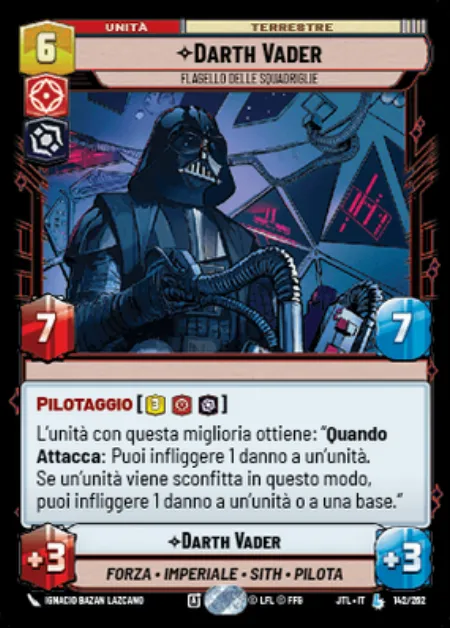 UNITÀ
TERRESTRE
6
DARTH VADER
FLAGELLO DELLE SQUADRIGLIE
7
7
PILOTAGGIO [3]
L'unità con questa miglioria ottiene: "Quando
Attacca: Puoi infliggere 1 danno a un'unità.
Se un'unità viene sconfitta in questo modo,
puoi infliggere 1 danno a un'unità o a una base."
DARTH VADER
+3
+3
FORZA • IMPERIALE • SITH • PILOTA
IGNACIO BAZAN LAZCANO
© LFL © FFG
JTL • IT
142/262